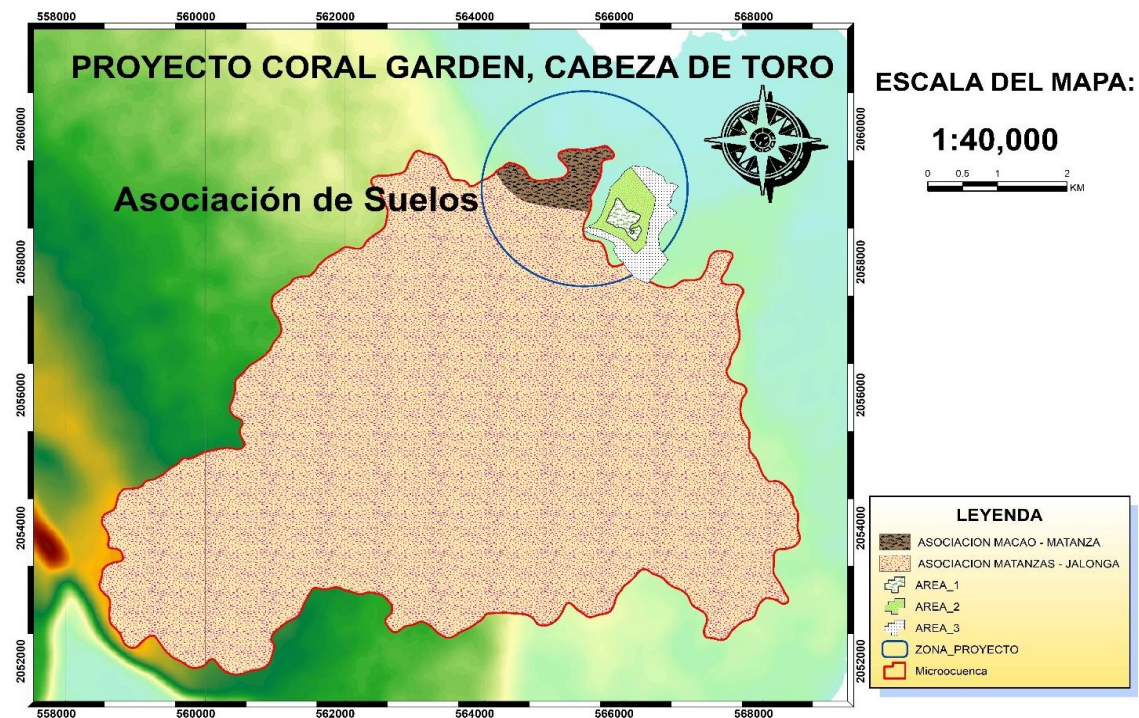 558000 560000 562000 564000 566000 568000
PROYECTO CORAL GARDEN, CABEZA DE TORO
Asociación de Suelos
ESCALA DEL MAPA:
1:40,000
0 0.5 1 2
KM
2060000 2060000
2058000 2058000
2056000 2056000
2054000 2054000
2052000 2052000
LEYENDA
ASOCIACION MACAO - MATANZA
ASOCIACION MATANZAS - JALONGA
AREA_1
AREA_2
AREA_3
ZONA_PROYECTO
Microocuenca
558000 560000 562000 564000 566000 568000